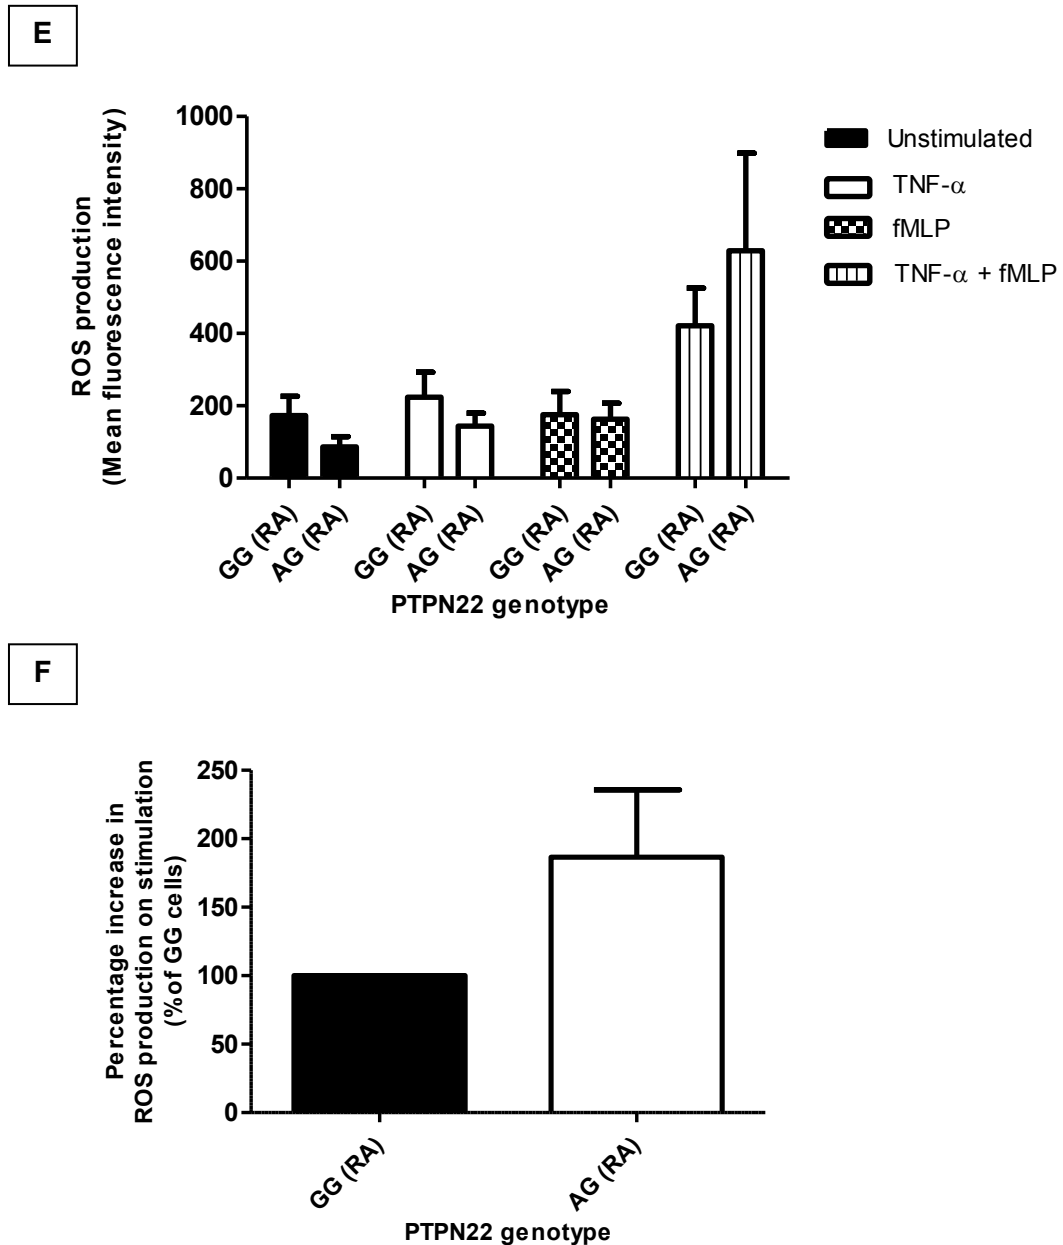 E
ROS production
(Mean fluorescence intensity)
1000
800
600
400
200
0
GG (RA)
AG (RA)
GG (RA)
AG (RA)
GG (RA)
AG (RA)
GG (RA)
AG (RA)
PTPN22 genotype
Unstimulated
TNF-α
fMLP
TNF-α + fMLP
F
Percentage increase in
ROS production on stimulation
(%of GG cells)
250
200
150
100
50
0
GG (RA)
AG (RA)
PTPN22 genotype